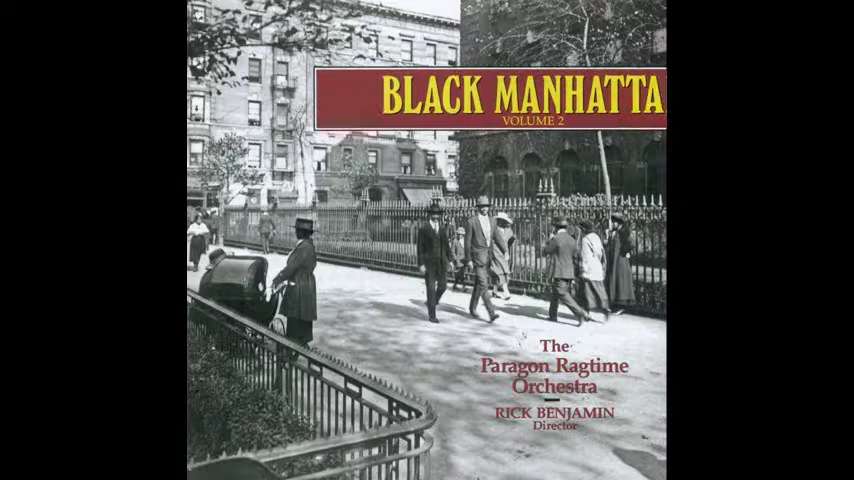 BLACK MANHATTA
VOLUME 2
The
Paragon Ragtime
Orchestra
RICK BENJAMIN
Director